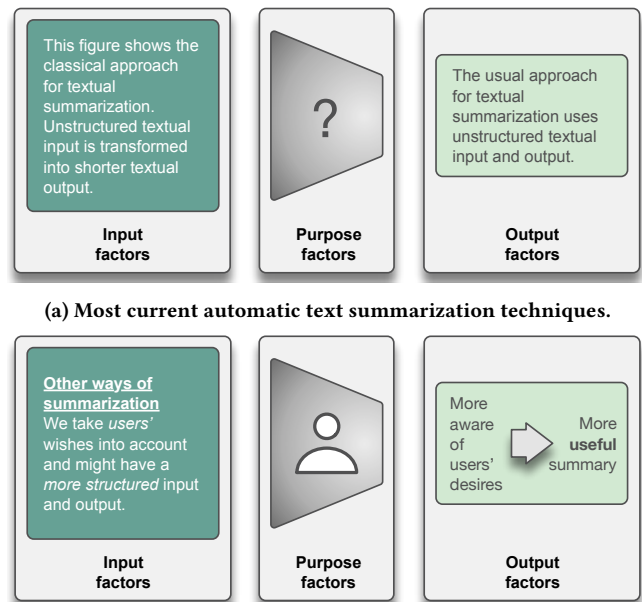 This figure shows the
classical approach
for textual
summarization.
Unstructured textual
input is transformed
into shorter textual
output.
?
The usual approach
for textual
summarization uses
unstructured textual
input and output.
Input
factors
Purpose
factors
Output
factors
(a) Most current automatic text summarization techniques.
Other ways of
summarization
We take users'
wishes into account
and might have a
more structured input
and output.
More
aware
of
users'
desires
More
useful
summary
Input
factors
Purpose
factors
Output
factors